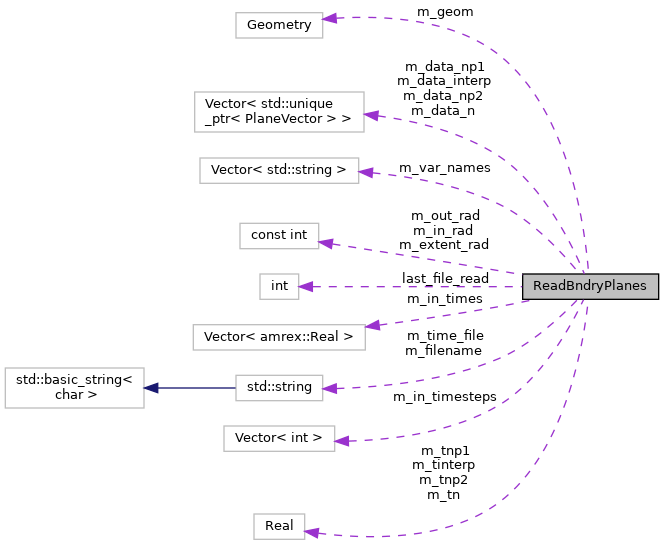 m_geom
Geometry
m_data_np1
m_data_interp
m_data_np2
m_data_n
Vector< std::unique
_ptr< PlaneVector > >
m_var_names
Vector< std::string >
m_out_rad
m_in_rad
m_extent_rad
const int
last_file_read
int
ReadBndryPlanes
m_in_times
Vector< amrex::Real >
m_time_file
m_filename
std::basic_string<
char >
std::string
m_in_timesteps
Vector< int >
m_tnp1
m_tinterp
m_tnp2
m_tn
Real